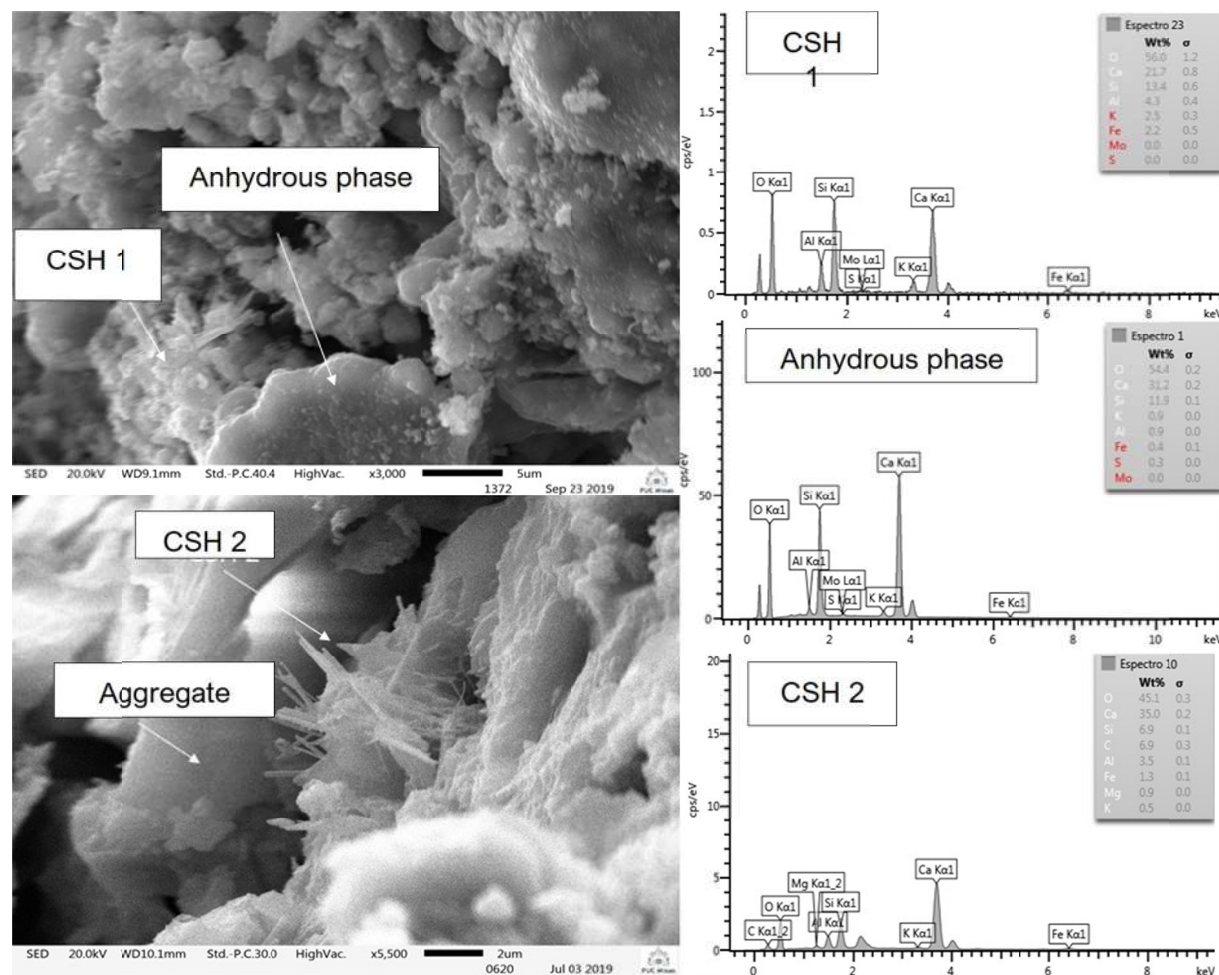 Anhydrous phase
CSH 1
SED 20.0kV WD9.1mm Std.-P.C.40.4 HighVac. x3,000 5um
1372 Sep 23 2019
CSH 2
Aggregate
SED 20.0kV WD10.1mm Std.-P.C.30.0 HighVac. x5,500 2um
0620 Jul 03 2019
CSH
1
Espectro 23
Wt% σ
O 56.0 1.2
Ca 21.7 0.8
Si 13.4 0.6
Al 4.3 0.4
K 2.5 0.3
Fe 2.2 0.5
Mo 0.0 0.0
S 0.0 0.0
cps/eV
2
1.5
1
0.5
0
O Kα1
Si Kα1
Ca Kα1
Al Kα1
Mo Lα1
S Kα1
K Kα1
Fe Kα1
0 2 4 6 8 keV
Anhydrous phase
Espectro 1
Wt% σ
O 54.4 0.2
Ca 31.2 0.2
Si 11.9 0.1
K 0.9 0.0
Al 0.9 0.0
Fe 0.4 0.1
S 0.3 0.0
Mo 0.0 0.0
cps/eV
100
50
0
Ca Kα1
Si Kα1
O Kα1
Al Kα1
Mo Lα1
S Kα1
K Kα1
0 2 4 6 8 10 keV
CSH 2
Espectro 10
Wt% σ
O 45.1 0.3
Ca 35.0 0.2
Si 6.9 0.1
C 6.9 0.3
Al 3.5 0.1
Fe 1.3 0.1
Mg 0.9 0.0
K 0.5 0.0
cps/eV
20
15
10
5
0
Ca Kα1
Mg Kα1_2
O Kα1
Si Kα1
C Kα1_2
Al Kα1
K Kα1
Fe Kα1
0 2 4 6 8 keV